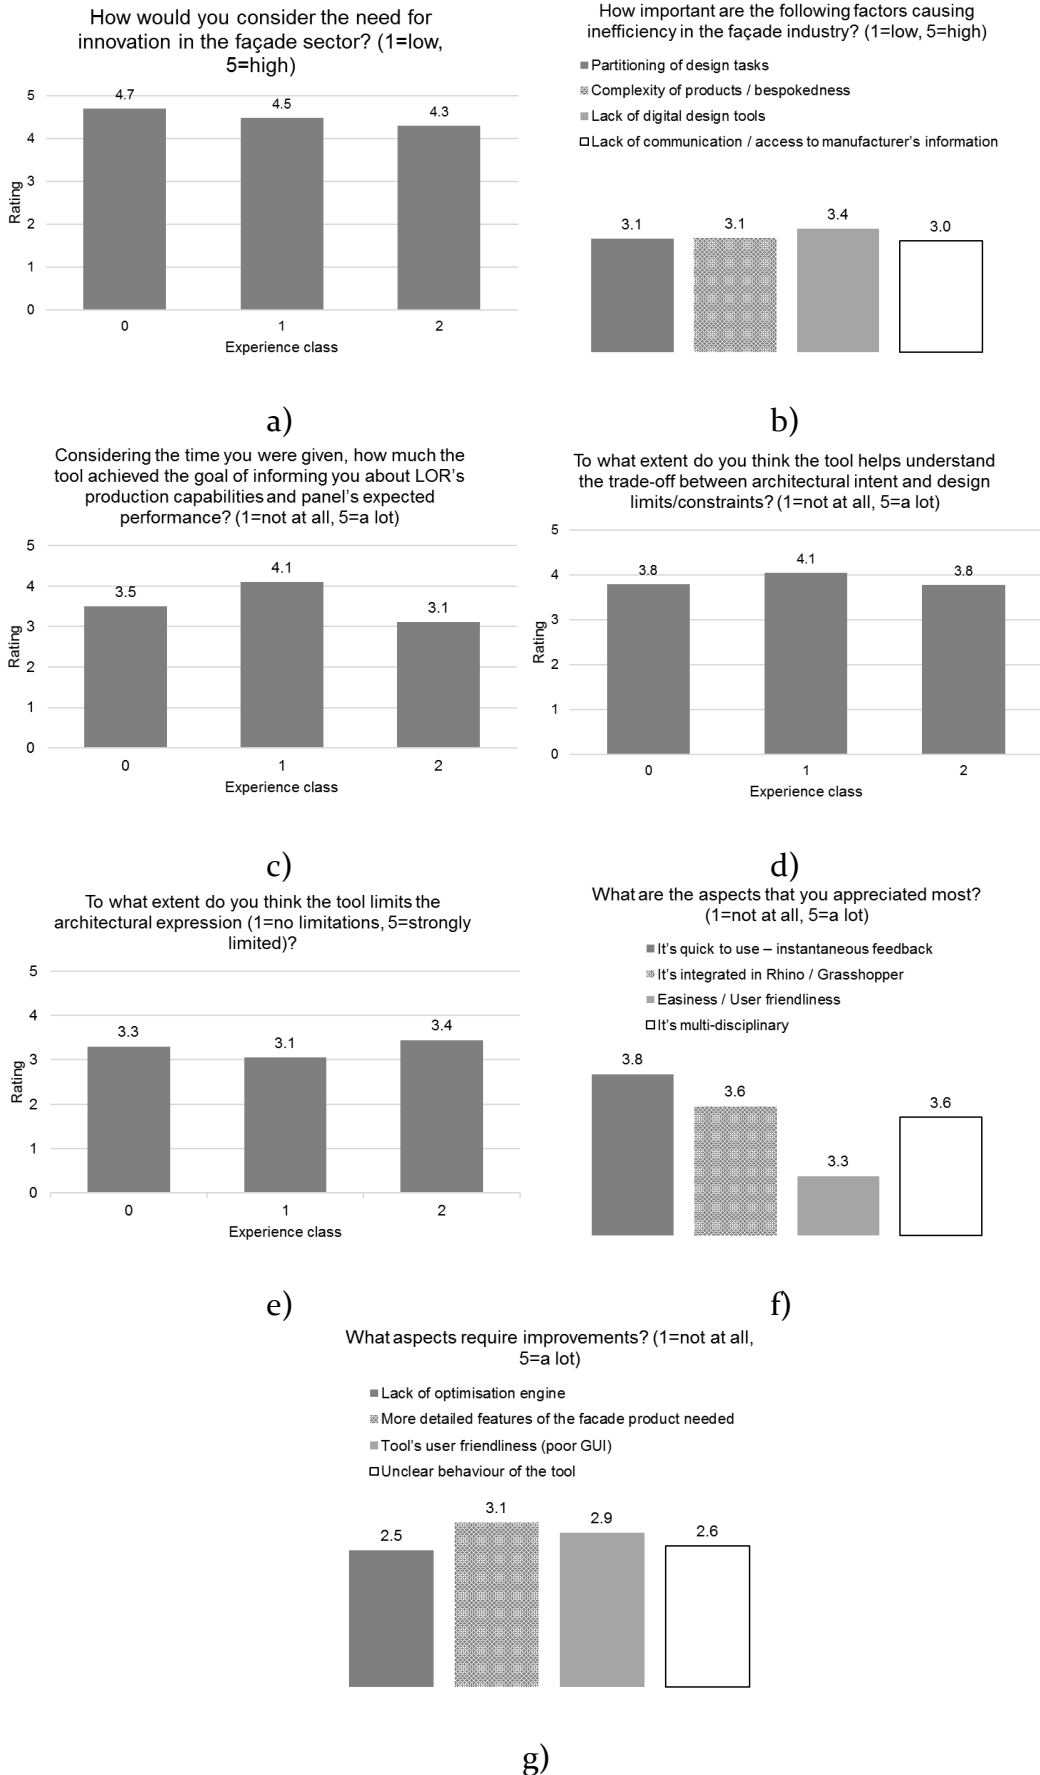 How would you consider the need for
innovation in the façade sector? (1=low,
5=high)
5
4
3
2
1
0
Rating
4.7
4.5
4.3
0
1
2
Experience class
a)
How important are the following factors causing
inefficiency in the façade industry? (1=low, 5=high)
Partitioning of design tasks
Complexity of products / bespokedness
Lack of digital design tools
Lack of communication / access to manufacturer's information
3.1
3.1
3.4
3.0
b)
Considering the time you were given, how much the
tool achieved the goal of informing you about LOR's
production capabilities and panel's expected
performance? (1=not at all, 5=a lot)
5
4
3
2
1
0
Rating
3.5
4.1
3.1
0
1
2
Experience class
c)
To what extent do you think the tool helps understand
the trade-off between architectural intent and design
limits/constraints? (1=not at all, 5=a lot)
5
4
3
2
1
0
Rating
3.8
4.1
3.8
0
1
2
Experience class
d)
To what extent do you think the tool limits the
architectural expression (1=no limitations, 5=strongly
limited)?
5
4
3
2
1
0
Rating
3.3
3.1
3.4
0
1
2
Experience class
e)
What are the aspects that you appreciated most?
(1=not at all, 5=a lot)
It's quick to use – instantaneous feedback
It's integrated in Rhino / Grasshopper
Easiness / User friendliness
It's multi-disciplinary
3.8
3.6
3.3
3.6
f)
What aspects require improvements? (1=not at all,
5=a lot)
Lack of optimisation engine
More detailed features of the facade product needed
Tool's user friendliness (poor GUI)
Unclear behaviour of the tool
2.5
3.1
2.9
2.6
g)